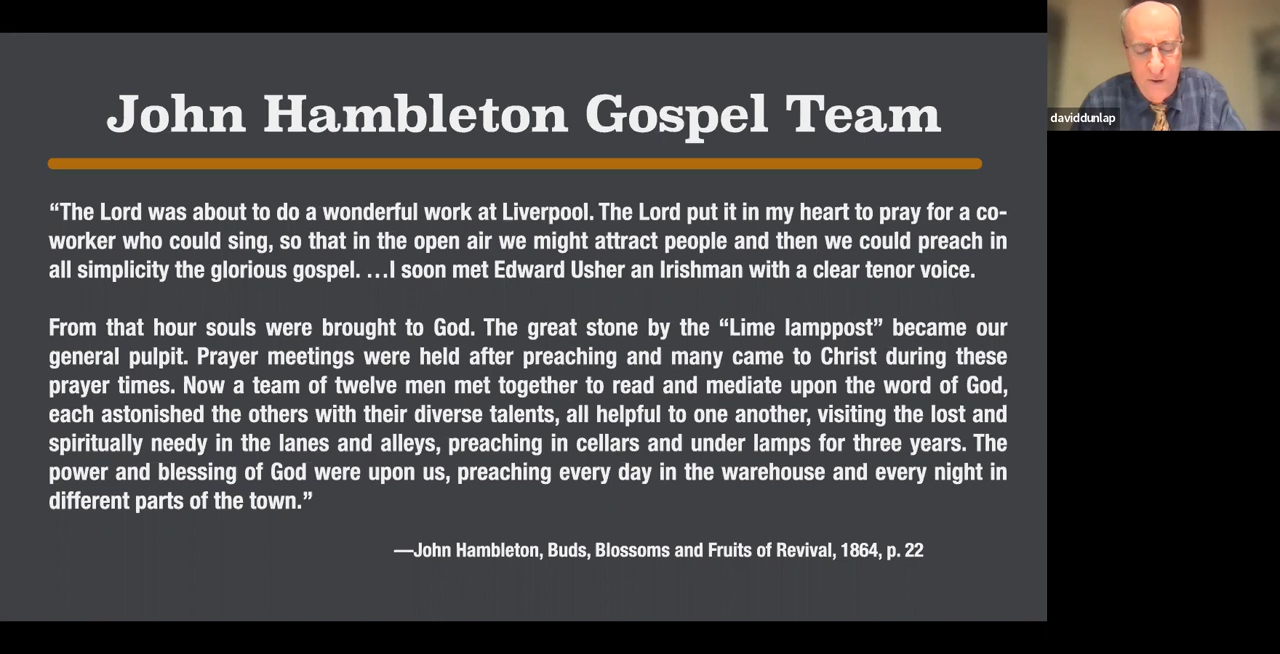 John Hambleton Gospel Team
“The Lord was about to do a wonderful work at Liverpool. The Lord put it in my heart to pray for a co-
worker who could sing, so that in the open air we might attract people and then we could preach in
all simplicity the glorious gospel. …I soon met Edward Usher an Irishman with a clear tenor voice.
From that hour souls were brought to God. The great stone by the “Lime lamppost” became our
general pulpit. Prayer meetings were held after preaching and many came to Christ during these
prayer times. Now a team of twelve men met together to read and mediate upon the word of God,
each astonished the others with their diverse talents, all helpful to one another, visiting the lost and
spiritually needy in the lanes and alleys, preaching in cellars and under lamps for three years. The
power and blessing of God were upon us, preaching every day in the warehouse and every night in
different parts of the town.”
—John Hambleton, Buds, Blossoms and Fruits of Revival, 1864, p. 22
daviddunlap